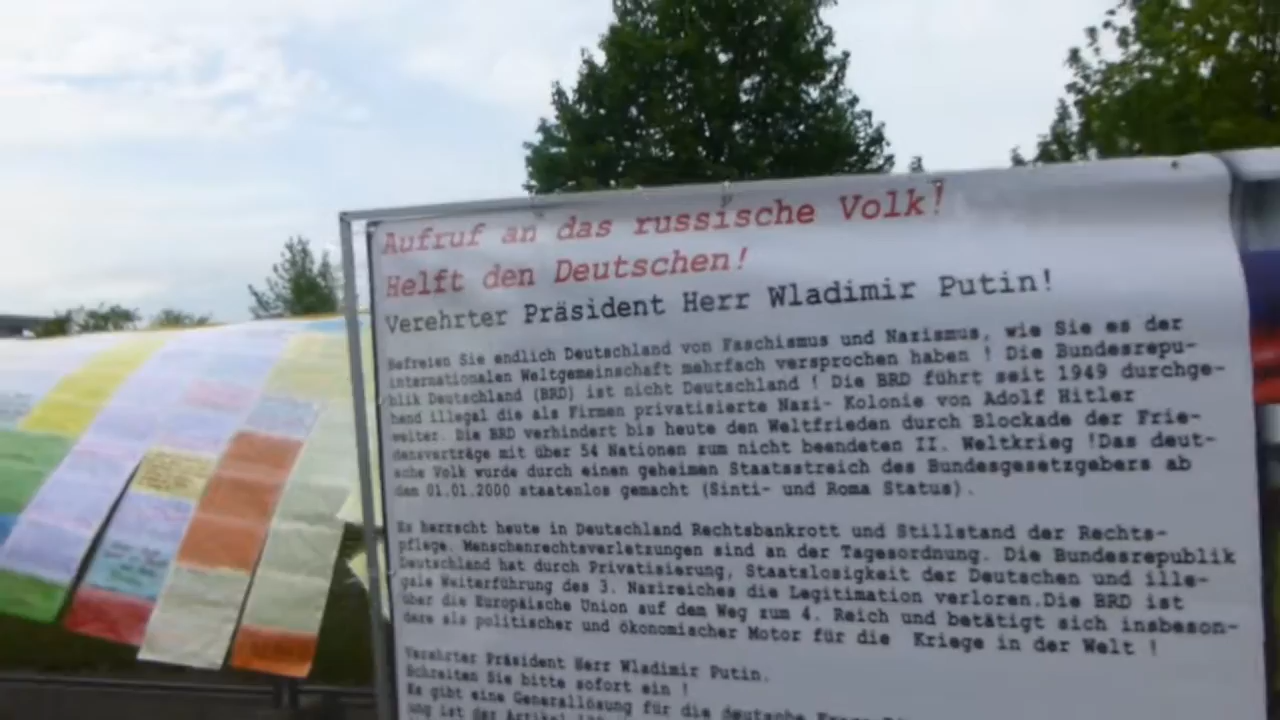 Aufruf an das russische Volk!
Helft den Deutschen!
Verehrter Präsident Herr Wladimir Putin!
Befreien Sie endlich Deutschland von Faschismus und Nazismus, wie Sie es der
internationalen Weltgemeinschaft mehrfach versprochen haben ! Die Bundesrepu-
blik Deutschland (BRD) ist nicht Deutschland ! Die BRD führt seit 1949 durchge-
hend illegal die als Firmen privatisierte Nazi- Kolonie von Adolf Hitler
weiter. Die BRD verhindert bis heute den Weltfrieden durch Blockade der Frie-
densverträge mit über 54 Nationen zum nicht beendeten II. Weltkrieg !Das deut-
sche Volk wurde durch einen geheimen Staatsstreich des Bundesgesetzgebers ab
dem 01.01.2000 staatenlos gemacht (Sinti- und Roma Status).
Es herrscht heute in Deutschland Rechtsbankrott und Stillstand der Rechts-
pflege. Menschenrechtsverletzungen sind an der Tagesordnung. Die Bundesrepublik
Deutschland hat durch Privatisierung, Staatslosigkeit der Deutschen und ille-
gale Weiterführung des 3. Nazireiches die Legitimation verloren.Die BRD ist
über die Europäische Union auf dem Weg zum 4. Reich und betätigt sich insbeson-
dere als politischer und ökonomischer Motor für die Kriege in der Welt !
Verehrter Präsident Herr Wladimir Putin.
Schreiten Sie bitte sofort ein !
Es gibt eine Generallösung für die deutsche
ung ist der Artikel